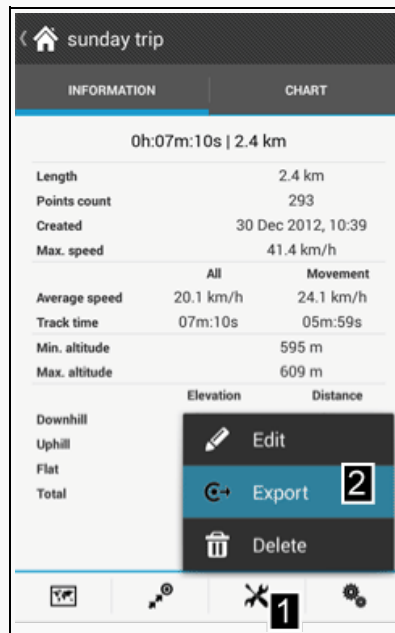 sunday trip
INFORMATION CHART
0h:07m:10s | 2.4 km
Length 2.4 km
Points count 293
Created 30 Dec 2012, 10:39
Max. speed 41.4 km/h
All Movement
Average speed 20.1 km/h 24.1 km/h
Track time 07m:10s 05m:59s
Min. altitude 595 m
Max. altitude 609 m
Elevation Distance
Downhill
Uphill
Flat
Total
Edit
Export 2
Delete
1